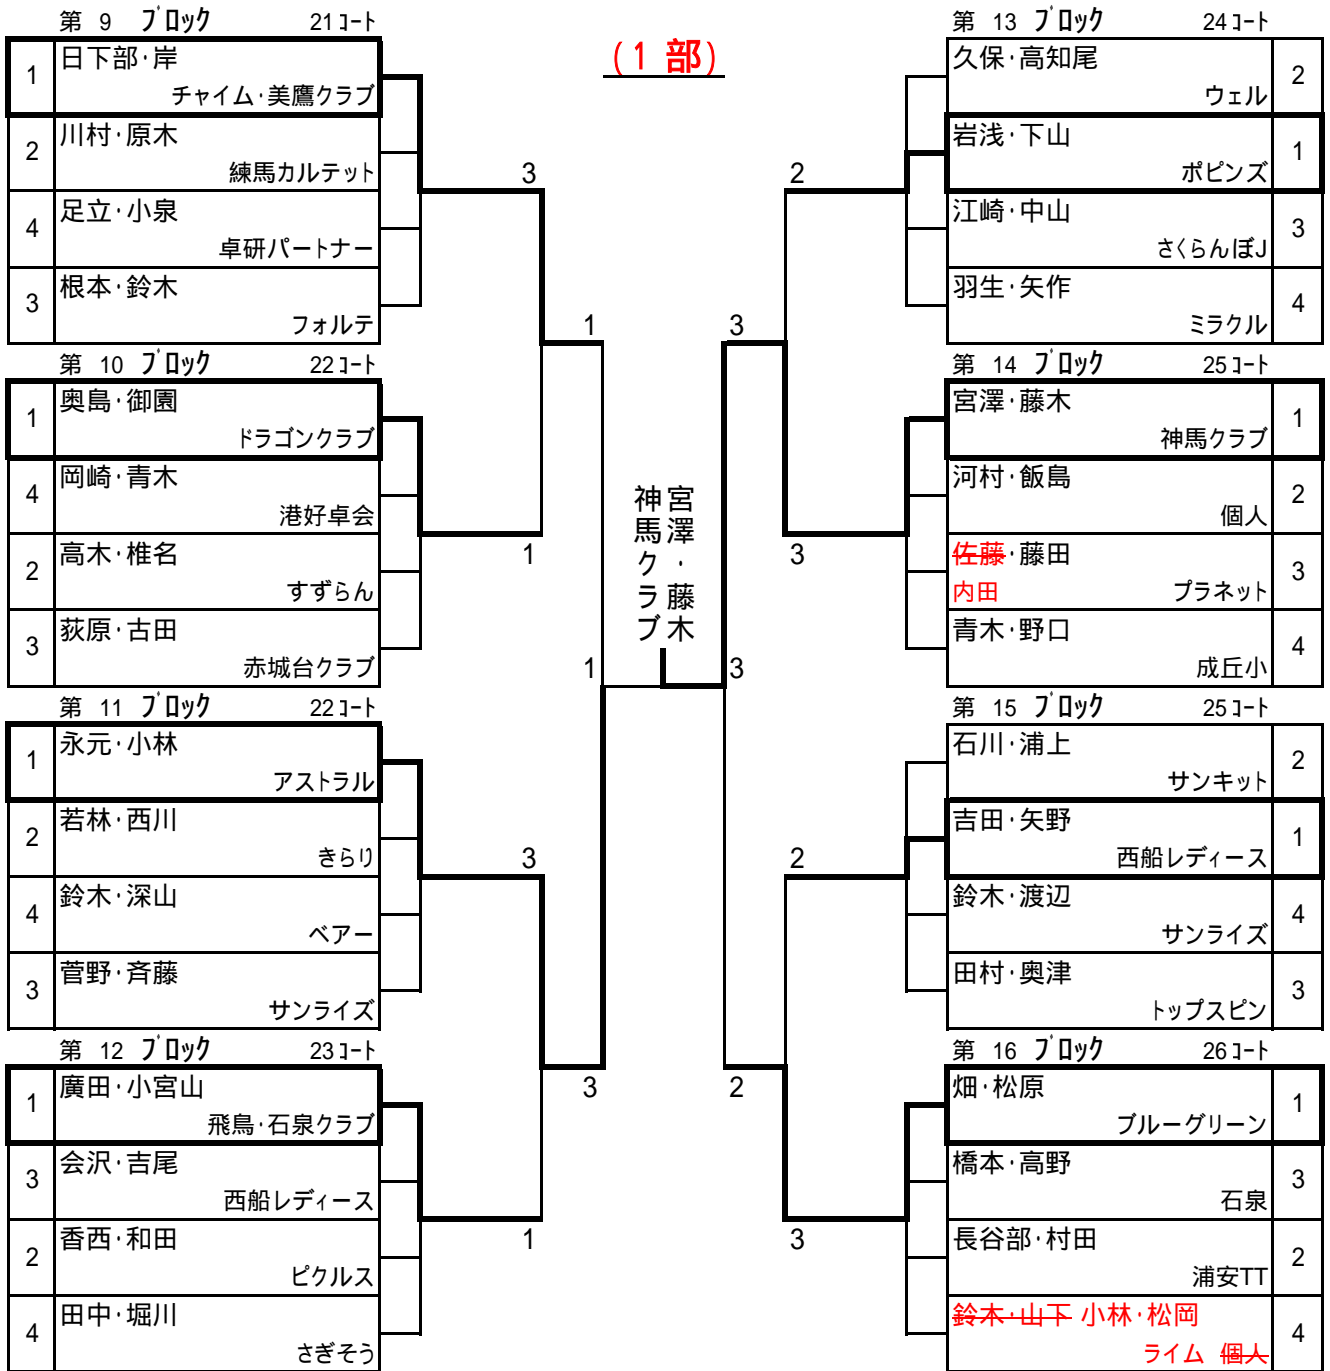 (1 部)
第 9 ブロック 21コート
1 日下部・岸
チャイム・美鷹クラブ
2 川村・原木
練馬カルテット
4 足立・小泉
卓研パートナー
3 根本・鈴木
フォルテ
第 10 ブロック 22コート
1 奥島・御園
ドラゴンクラブ
4 岡崎・青木
港好卓会
2 高木・椎名
すずらん
3 荻原・古田
赤城台クラブ
第 11 ブロック 22コート
1 永元・小林
アストラル
2 若林・西川
きらり
4 鈴木・深山
ベアー
3 菅野・斉藤
サンライズ
第 12 ブロック 23コート
1 廣田・小宮山
飛鳥・石泉クラブ
3 会沢・吉尾
西船レディース
2 香西・和田
ピクルス
4 田中・堀川
さぎそう
3
1
1
1
3
3
1
宮澤・藤木
神馬クラブ
2
3
3
3
2
2
3
第 13 ブロック 24コート
久保・高知尾 2
ウェル
岩浅・下山 1
ポピンズ
江崎・中山 3
さくらんぼJ
羽生・矢作 4
ミラクル
第 14 ブロック 25コート
宮澤・藤木 1
神馬クラブ
河村・飯島 2
個人
佐藤・藤田 3
内田 プラネット
青木・野口 4
成丘小
第 15 ブロック 25コート
石川・浦上 2
サンキット
吉田・矢野 1
西船レディース
鈴木・渡辺 4
サンライズ
田村・奥津 3
トップスピン
第 16 ブロック 26コート
畑・松原 1
ブルーグリーン
橋本・高野 3
石泉
長谷部・村田 2
浦安TT
鈴木・山下 小林・松岡 4
ライム 個人